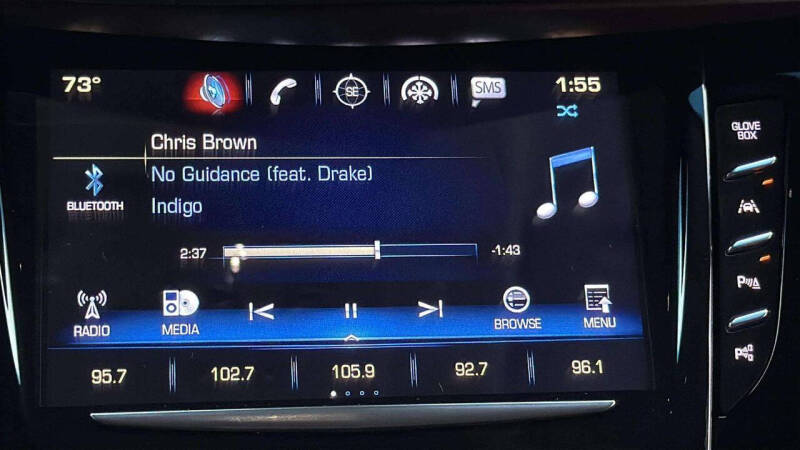 73°
SE
SMS
1:55
Chris Brown
No Guidance (feat. Drake)
Indigo
BLUETOOTH
2:37
-1:43
RADIO
MEDIA
BROWSE
MENU
95.7
102.7
105.9
92.7
96.1
GLOVE
BOX
P
P